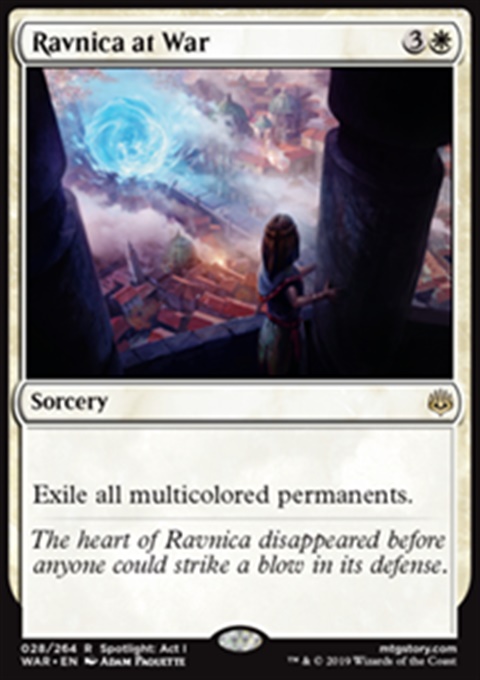 Ravnica at War 3
Sorcery
Exile all multicolored permanents.
The heart of Ravnica disappeared before
anyone could strike a blow in its defense.
028/264 R Spotlight: Act I mtgstory.com
WAR • EN Adam Paquette ™ & © 2019 Wizards of the Coast